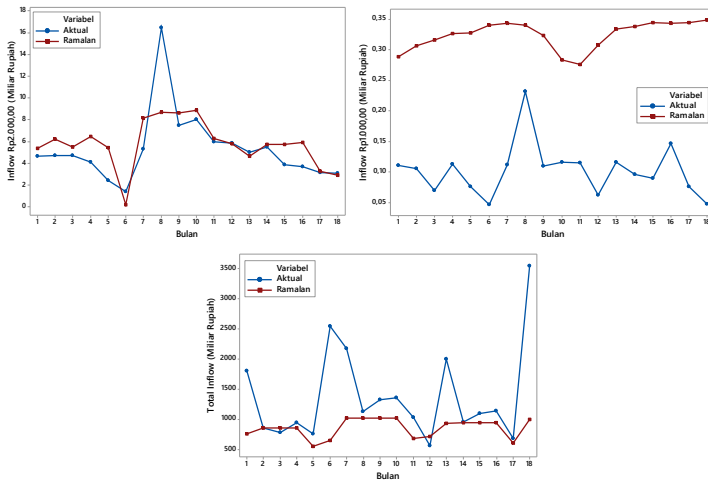 Inflow Rp2.000,00 (Miliar Rupiah)
18
16
14
12
10
8
6
4
2
0
Variabel
Aktual
Ramalan
1 2 3 4 5 6 7 8 9 10 11 12 13 14 15 16 17 18
Bulan
Inflow Rp1000,00 (Miliar Rupiah)
0,35
0,30
0,25
0,20
0,15
0,10
0,05
Variabel
Aktual
Ramalan
1 2 3 4 5 6 7 8 9 10 11 12 13 14 15 16 17 18
Bulan
Total Inflow (Miliar Rupiah)
3500
3000
2500
2000
1500
1000
500
Variabel
Aktual
Ramalan
1 2 3 4 5 6 7 8 9 10 11 12 13 14 15 16 17 18
Bulan